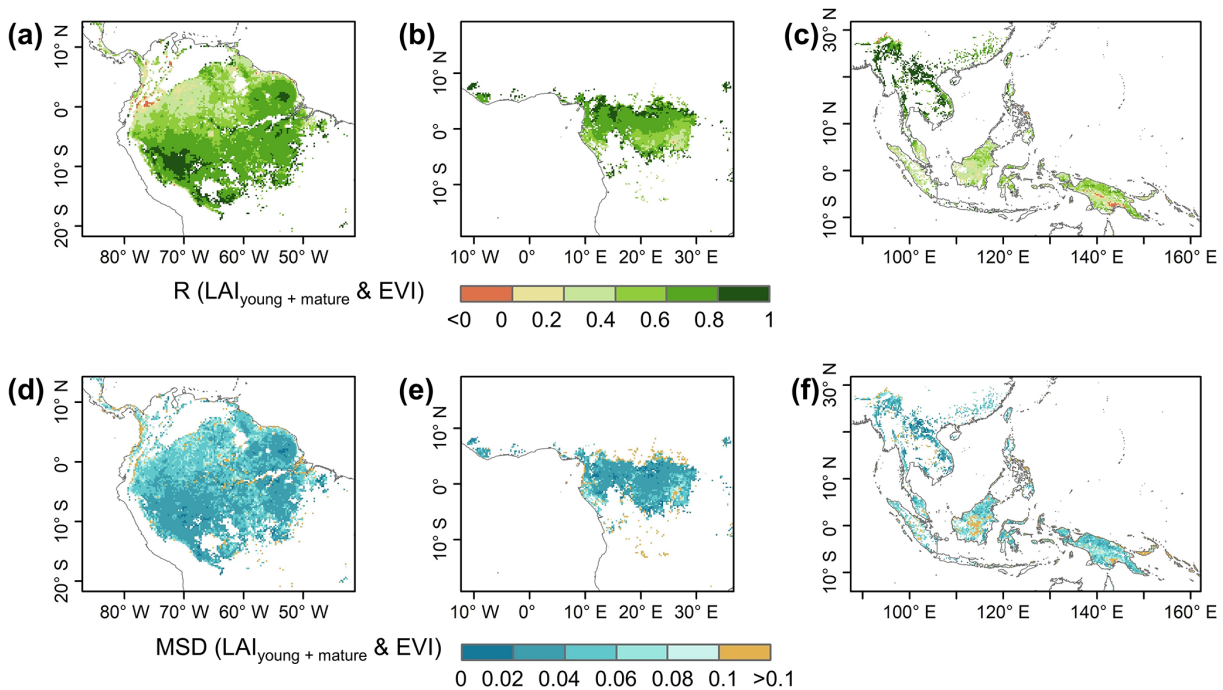 (a)
10° N
0°
10° S
20° S
80° W 70° W 60° W 50° W
(b)
10° N
0°
10° S
10° W 0° 10° E 20° E 30° E
(c)
30° N
10° N
0°
10° S
100° E 120° E 140° E 160° E
R (LAIyoung + mature & EVI)
<0 0 0.2 0.4 0.6 0.8 1
(d)
10° N
0°
10° S
20° S
80° W 70° W 60° W 50° W
(e)
10° N
0°
10° S
10° W 0° 10° E 20° E 30° E
(f)
30° N
10° N
0°
10° S
100° E 120° E 140° E 160° E
MSD (LAIyoung + mature & EVI)
0 0.02 0.04 0.06 0.08 0.1 >0.1